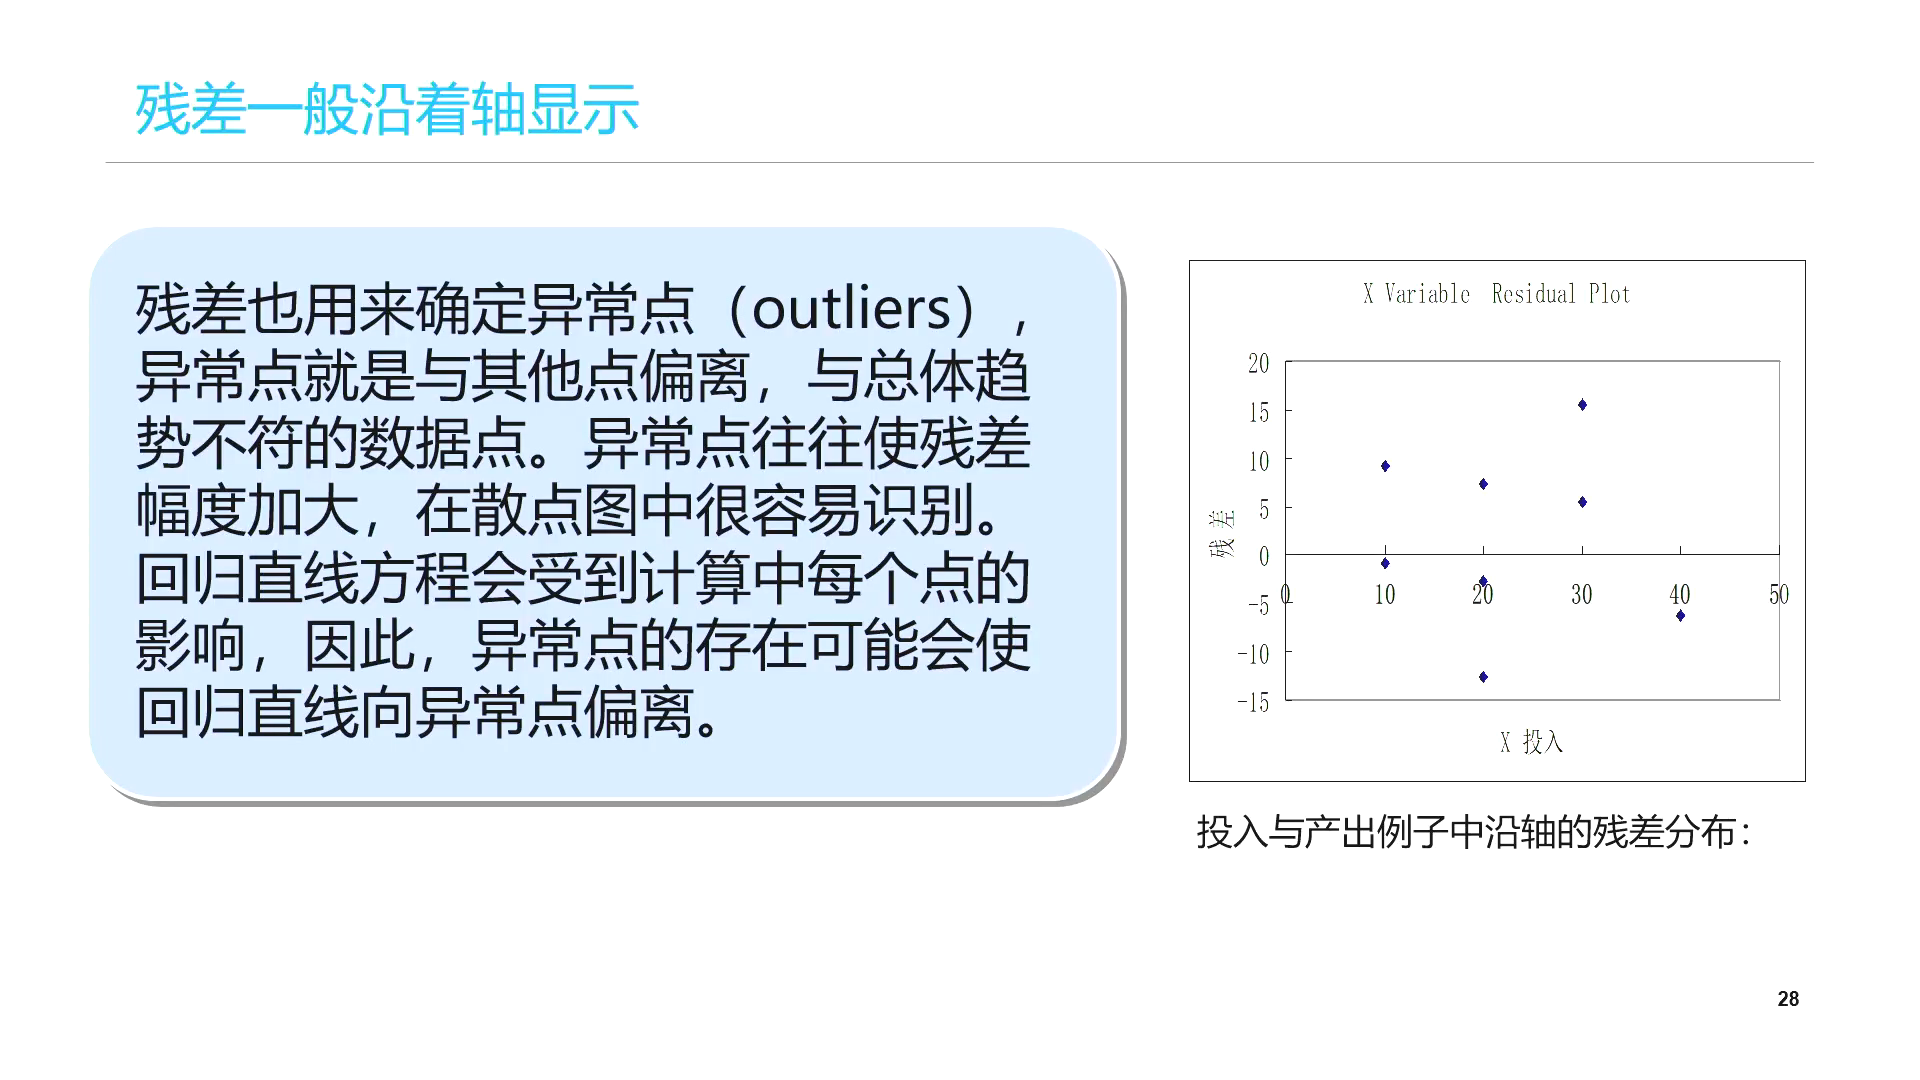 残差一般沿着轴显示
残差也用来确定异常点（outliers），
异常点就是与其他点偏离，与总体趋
势不符的数据点。异常点往往使残差
幅度加大，在散点图中很容易识别。
回归直线方程会受到计算中每个点的
影响，因此，异常点的存在可能会使
回归直线向异常点偏离。
X Variable  Residual Plot
20
15
10
5
0
-5
-10
-15
残差
0 10 20 30 40 50
X 投入
投入与产出例子中沿轴的残差分布：
28